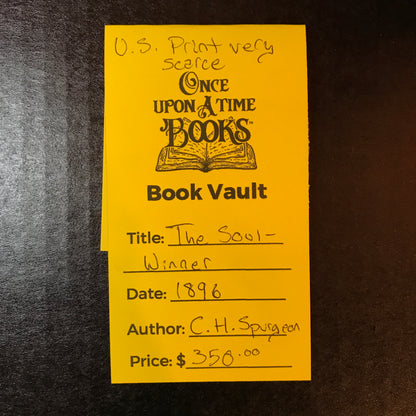 U.S. Print very
scarce
ONCE
UPON A TIME
BOOKS™
Book Vault
Title: The Soul-
Winner
Date: 1896
Author: C.H. Spurgeon
Price: $ 350.00